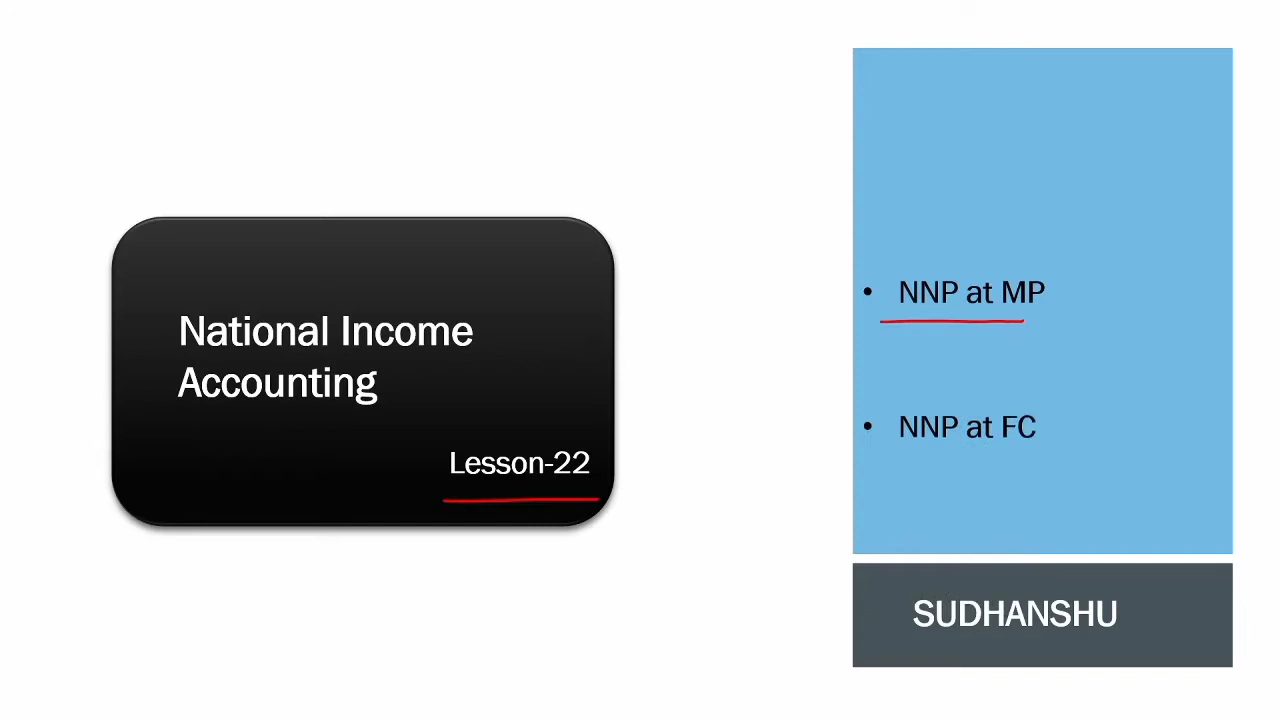 National Income
Accounting
Lesson-22
• NNP at MP
• NNP at FC
SUDHANSHU